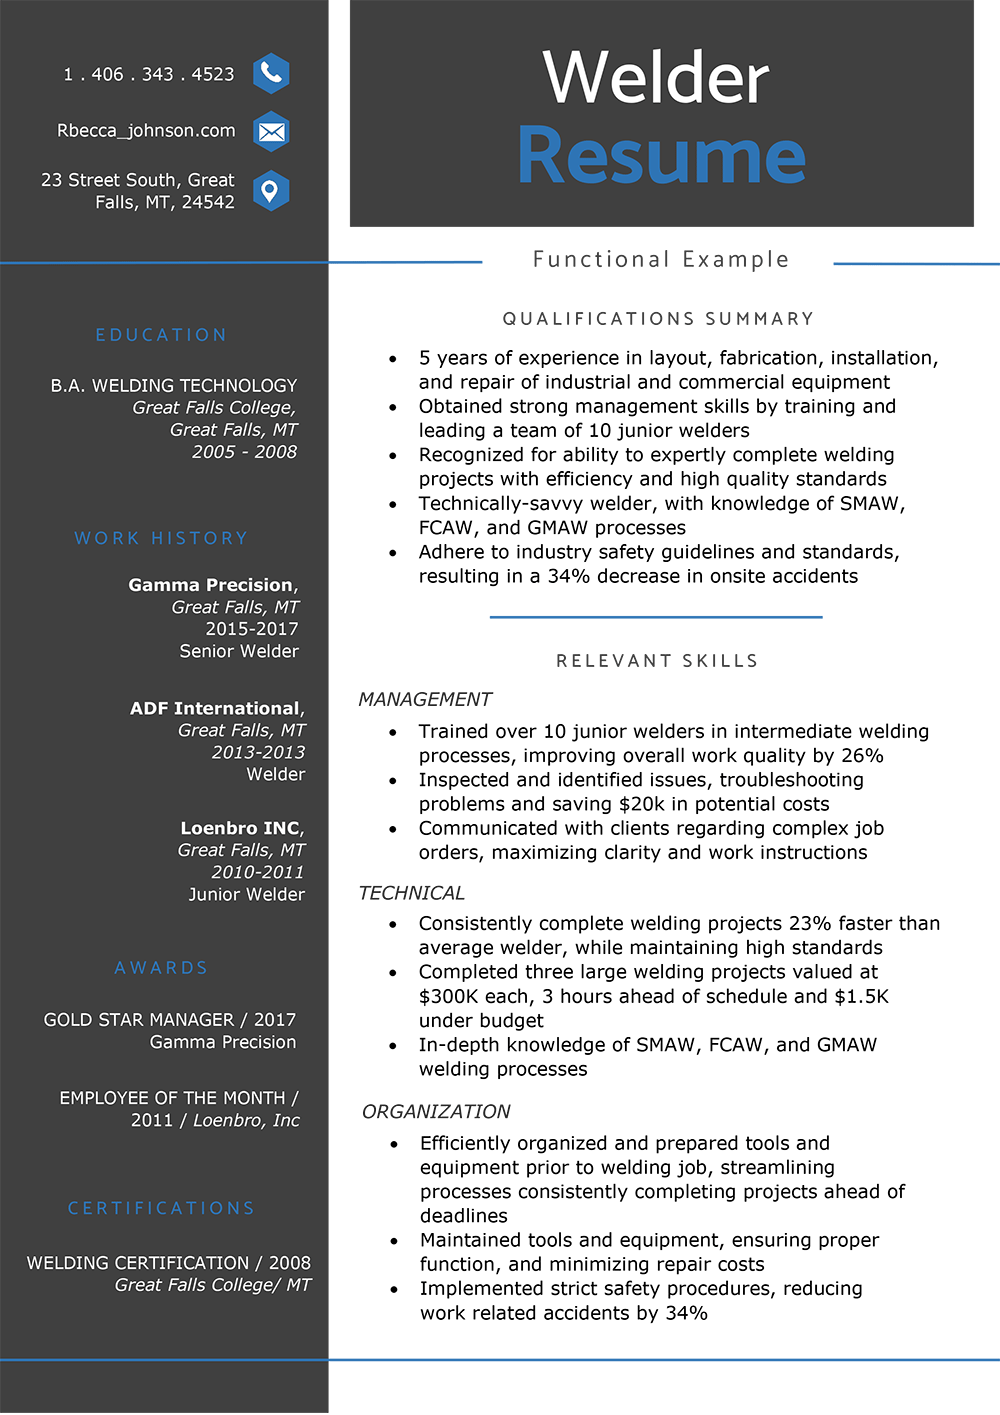 1 . 406 . 343 . 4523
Rbecca_johnson.com
23 Street South, Great
Falls, MT, 24542
EDUCATION
B.A. WELDING TECHNOLOGY
Great Falls College,
Great Falls, MT
2005 - 2008
WORK HISTORY
Gamma Precision,
Great Falls, MT
2015-2017
Senior Welder
ADF International,
Great Falls, MT
2013-2013
Welder
Loenbro INC,
Great Falls, MT
2010-2011
Junior Welder
AWARDS
GOLD STAR MANAGER / 2017
Gamma Precision
EMPLOYEE OF THE MONTH /
2011 / Loenbro, Inc
CERTIFICATIONS
WELDING CERTIFICATION / 2008
Great Falls College/ MT
Welder
Resume
Functional Example
QUALIFICATIONS SUMMARY
• 5 years of experience in layout, fabrication, installation,
and repair of industrial and commercial equipment
• Obtained strong management skills by training and
leading a team of 10 junior welders
• Recognized for ability to expertly complete welding
projects with efficiency and high quality standards
• Technically-savvy welder, with knowledge of SMAW,
FCAW, and GMAW processes
• Adhere to industry safety guidelines and standards,
resulting in a 34% decrease in onsite accidents
RELEVANT SKILLS
MANAGEMENT
• Trained over 10 junior welders in intermediate welding
processes, improving overall work quality by 26%
• Inspected and identified issues, troubleshooting
problems and saving $20k in potential costs
• Communicated with clients regarding complex job
orders, maximizing clarity and work instructions
TECHNICAL
• Consistently complete welding projects 23% faster than
average welder, while maintaining high standards
• Completed three large welding projects valued at
$300K each, 3 hours ahead of schedule and $1.5K
under budget
• In-depth knowledge of SMAW, FCAW, and GMAW
welding processes
ORGANIZATION
• Efficiently organized and prepared tools and
equipment prior to welding job, streamlining
processes consistently completing projects ahead of
deadlines
• Maintained tools and equipment, ensuring proper
function, and minimizing repair costs
• Implemented strict safety procedures, reducing
work related accidents by 34%